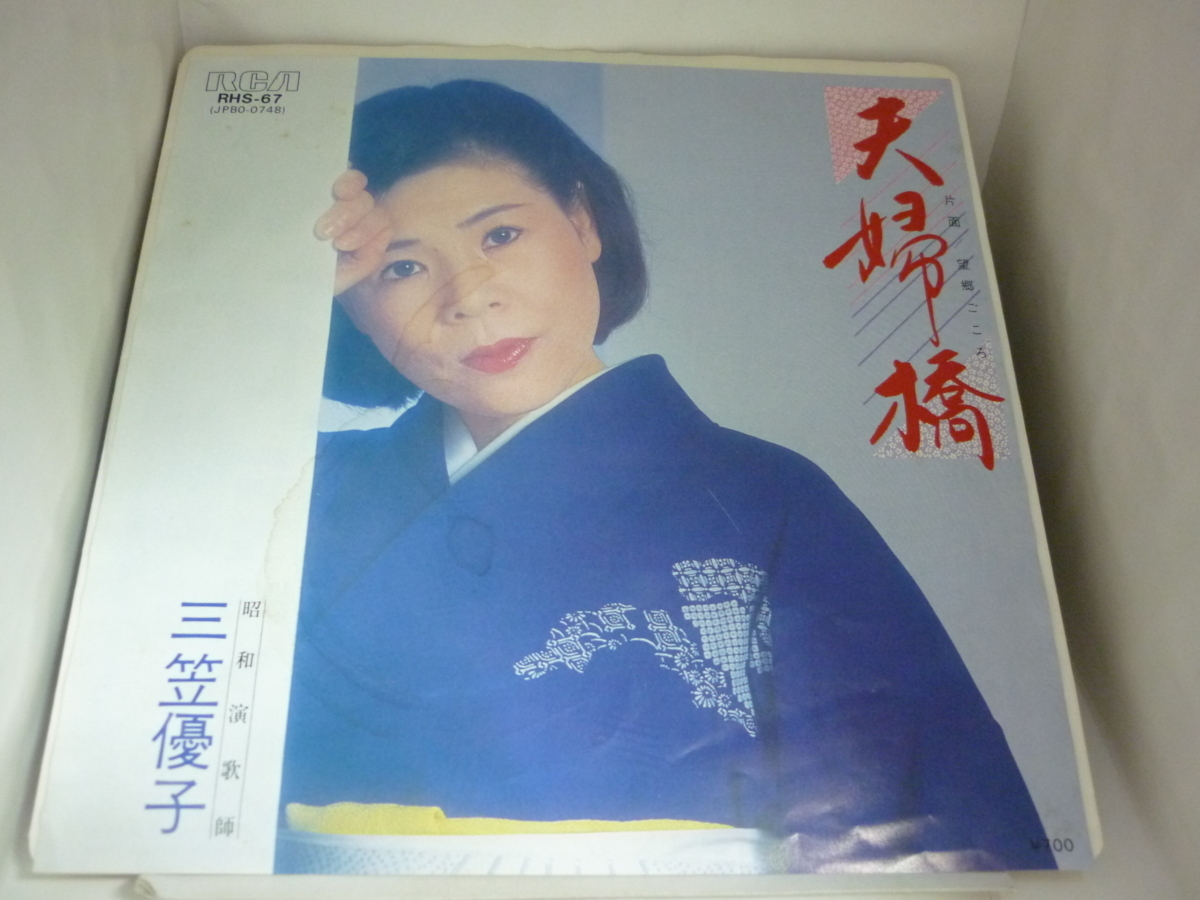 RCA
RHS-67
(JPBO-0748)
夫婦橋
片面/望郷ごころ
昭和演歌師
三笠優子
¥700